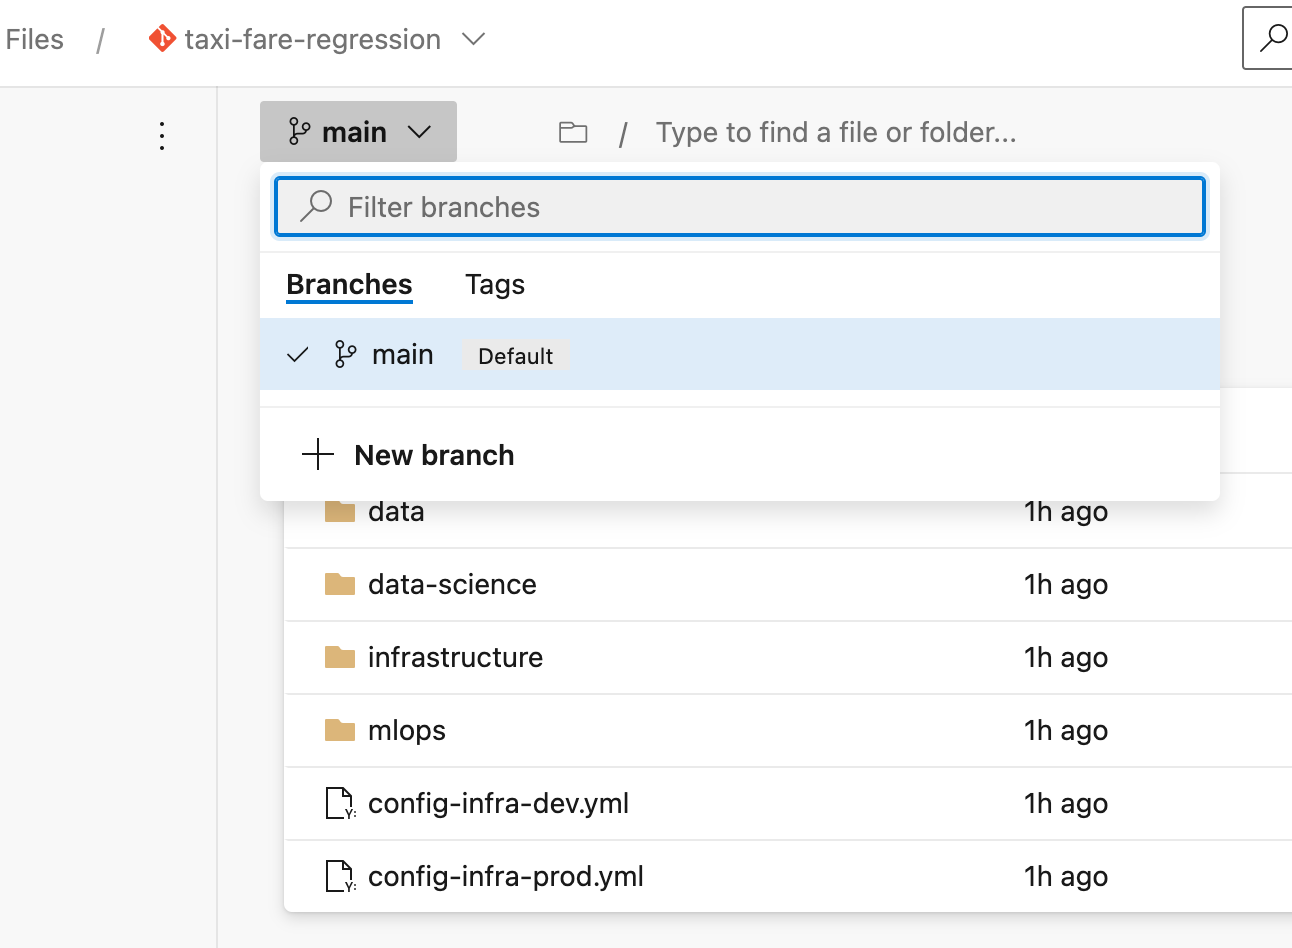 Files / taxi-fare-regression
main / Type to find a file or folder...
Filter branches
Branches Tags
main Default
New branch
data 1h ago
data-science 1h ago
infrastructure 1h ago
mlops 1h ago
config-infra-dev.yml 1h ago
config-infra-prod.yml 1h ago